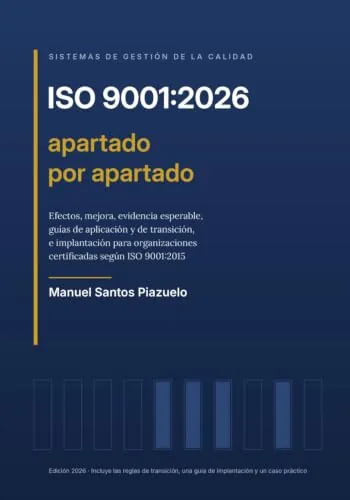 SISTEMAS DE GESTIÓN DE LA CALIDAD
ISO 9001:2026
apartado
por apartado
Efectos, mejora, evidencia esperable,
guías de aplicación y de transición,
e implantación para organizaciones
certificadas según ISO 9001:2015
Manuel Santos Piazuelo
Edición 2026 · Incluye las reglas de transición, una guía de implantación y un caso práctico